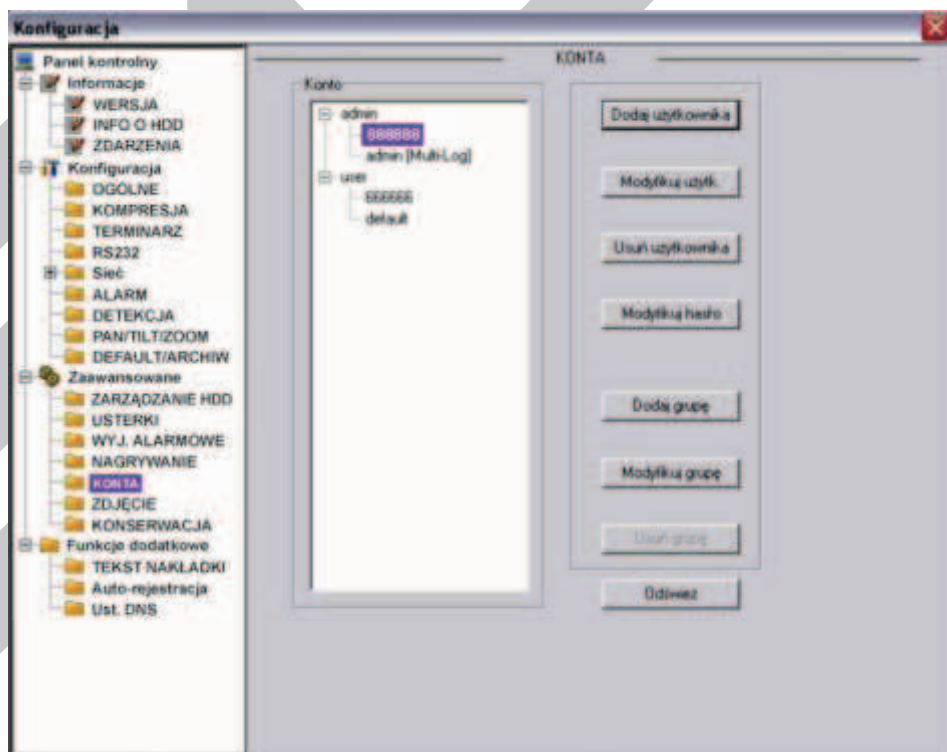 Konfiguracja
Panel kontrolny
Informacje
WERSJA
INFO O HDD
ZDARZENIA
Konfiguracja
OGÓLNE
KOMPRESJA
TERMINARZ
RS232
Sieć
ALARM
DETEKCJA
PAN/TILT/ZOOM
DEFAULT/ARCHIW
Zaawansowane
ZARZĄDZANIE HDD
USTERKI
WYJ. ALARMOWE
NAGRYWANIE
KONTA
ZDJĘCIE
KONSERWACJA
Funkcje dodatkowe
TEKST NAKŁADKI
Auto-rejestracja
Ust. DNS
KONTA
Konto
admin
888888
admin [Multi-Log]
user
666666
default
Dodaj użytkownika
Modyfikuj użytk.
Usuń użytkownika
Modyfikuj hasło
Dodaj grupę
Modyfikuj grupę
Usuń grupę
Odśwież